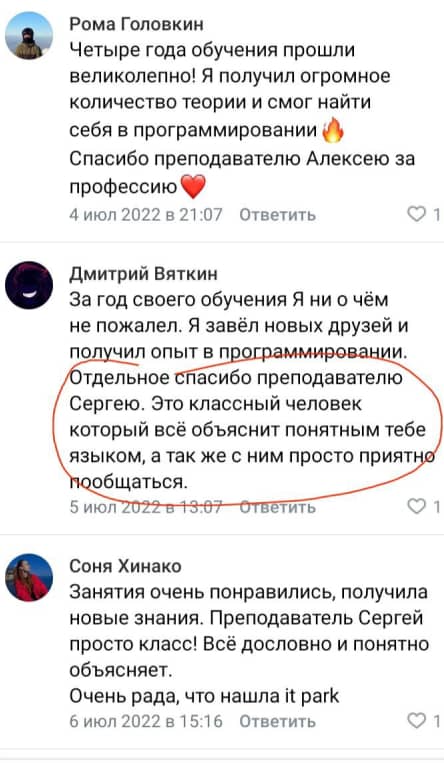 Рома Головкин
Четыре года обучения прошли
великолепно! Я получил огромное
количество теории и смог найти
себя в программировании🔥
Спасибо преподавателю Алексею за
профессию❤️
4 июл 2022 в 21:07 Ответить 1
Дмитрий Вяткин
За год своего обучения Я ни о чём
не пожалел. Я завёл новых друзей и
получил опыт в программировании.
Отдельное спасибо преподавателю
Сергею. Это классный человек
который всё объяснит понятным тебе
языком, а так же с ним просто приятно
пообщаться.
5 июл 2022 в 13:07 Ответить 1
Соня Хинако
Занятия очень понравились, получила
новые знания. Преподаватель Сергей
просто класс! Всё дословно и понятно
объясняет.
Очень рада, что нашла it park
6 июл 2022 в 15:16 Ответить 1